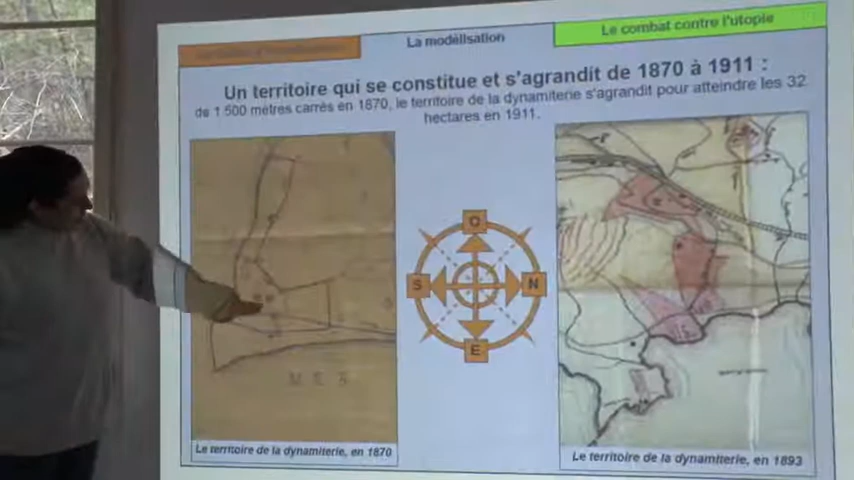 La modélisation
Le combat contre l'utopie
Un territoire qui se constitue et s'agrandit de 1870 à 1911 :
de 1 500 mètres carrés en 1870, le territoire de la dynamiterie s'agrandit pour atteindre les 32
hectares en 1911.
O
S
N
E
M E R
Le territoire de la dynamiterie, en 1870
Le territoire de la dynamiterie, en 1893